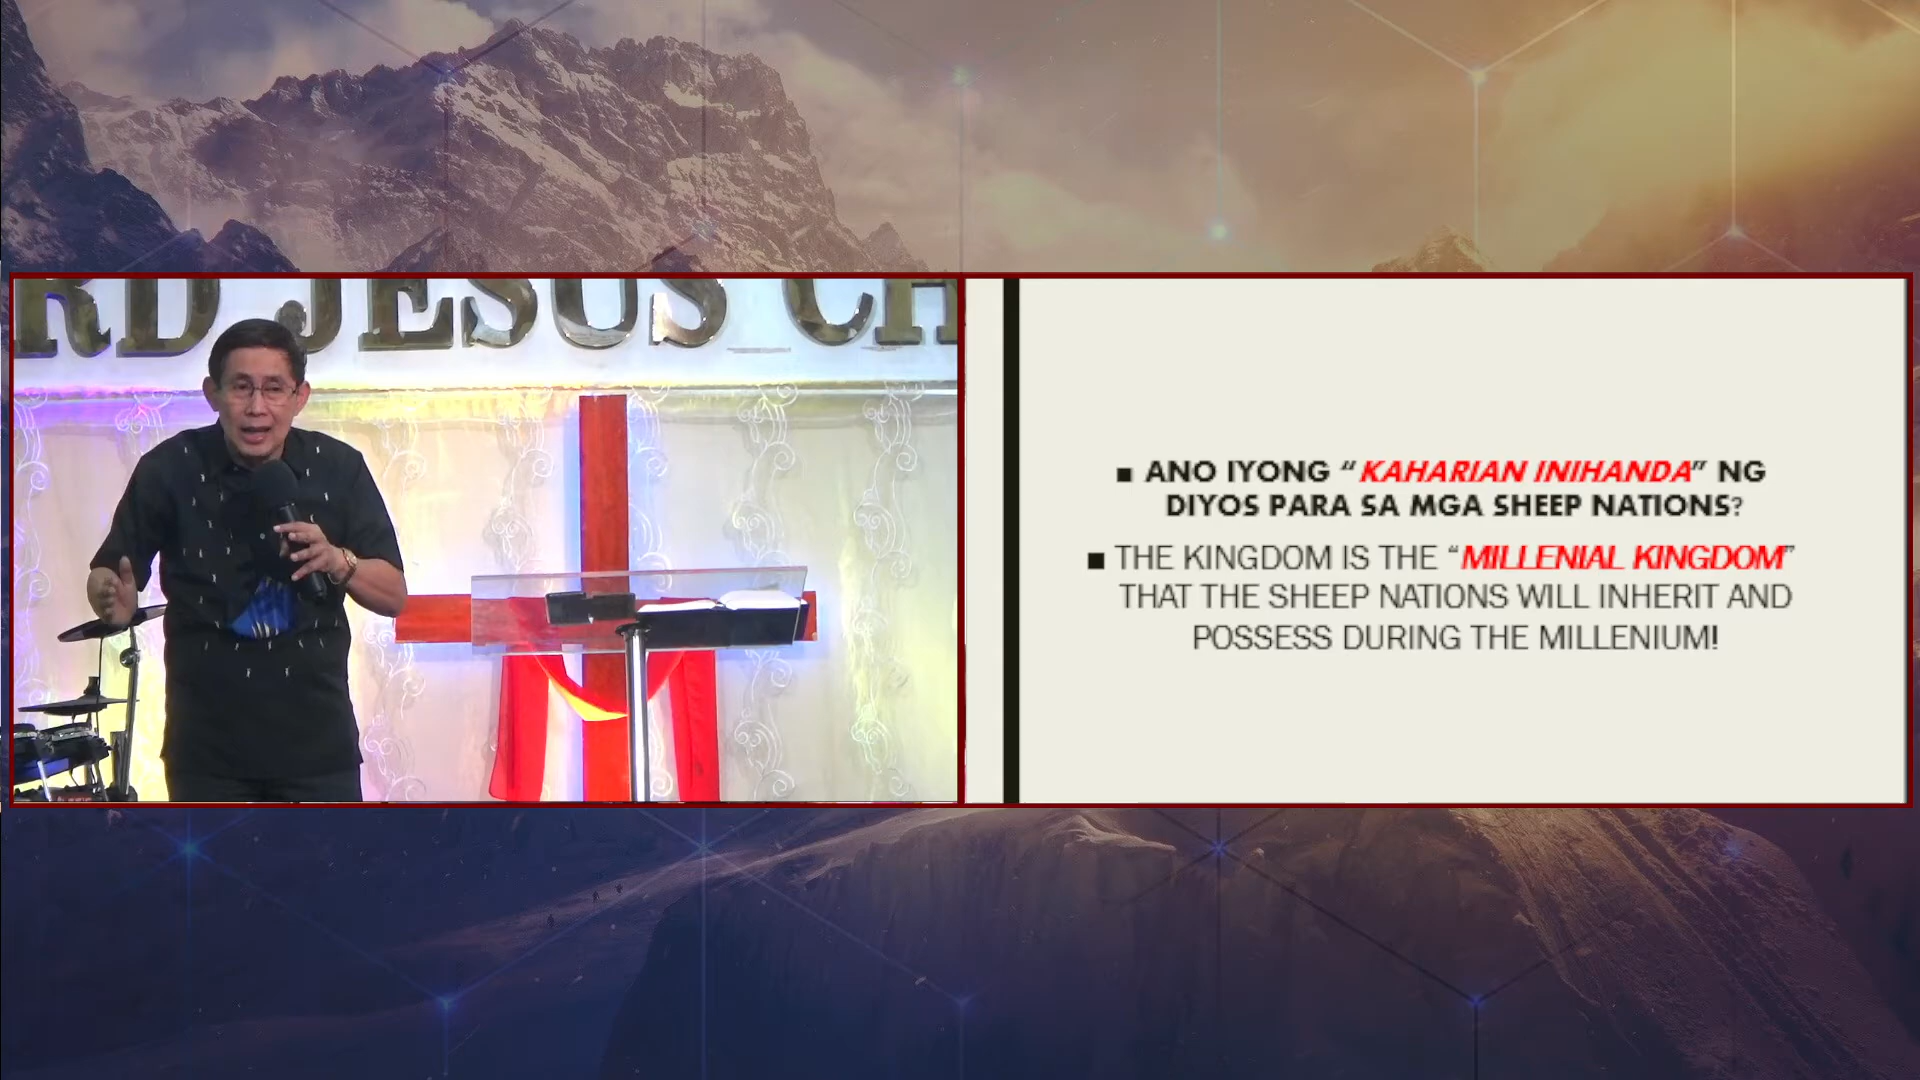 RD JESUS CH
■ ANO IYONG “KAHARIAN INIHANDA” NG
DIYOS PARA SA MGA SHEEP NATIONS?
■ THE KINGDOM IS THE “MILLENIAL KINGDOM”
THAT THE SHEEP NATIONS WILL INHERIT AND
POSSESS DURING THE MILLENIUM!